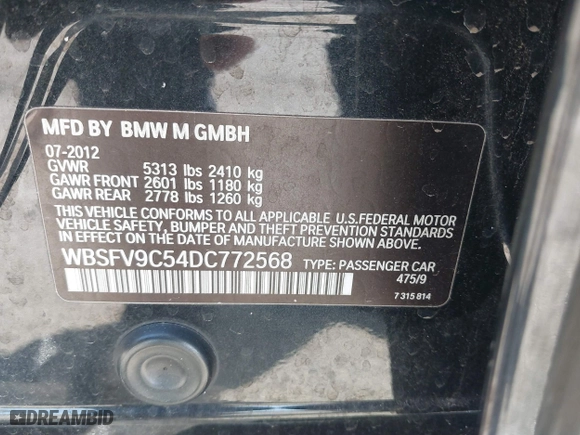 MFD BY BMW M GMBH
07-2012
GVWR 5313 lbs 2410 kg
GAWR FRONT 2601 lbs 1180 kg
GAWR REAR 2778 lbs 1260 kg
THIS VEHICLE CONFORMS TO ALL APPLICABLE U.S.FEDERAL MOTOR
VEHICLE SAFETY, BUMPER AND THEFT PREVENTION STANDARDS
IN EFFECT ON THE DATE OF MANUFACTURE SHOWN ABOVE.
WBSFV9C54DC772568 TYPE: PASSENGER CAR
475/9
7 315 814
DREAMBID